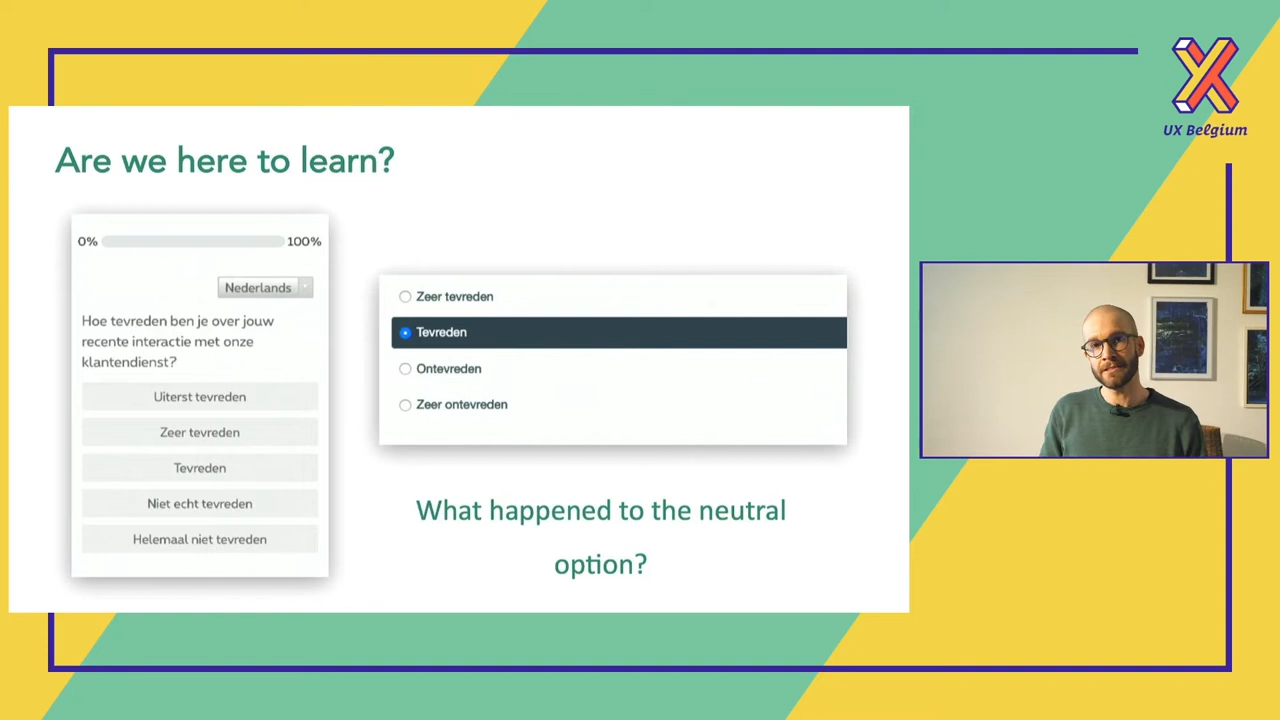 UX Belgium
Are we here to learn?
0% 100%
Nederlands
Hoe tevreden ben je over jouw
recente interactie met onze
klantendienst?
Uiterst tevreden
Zeer tevreden
Tevreden
Niet echt tevreden
Helemaal niet tevreden
Zeer tevreden
Tevreden
Ontevreden
Zeer ontevreden
What happened to the neutral
option?